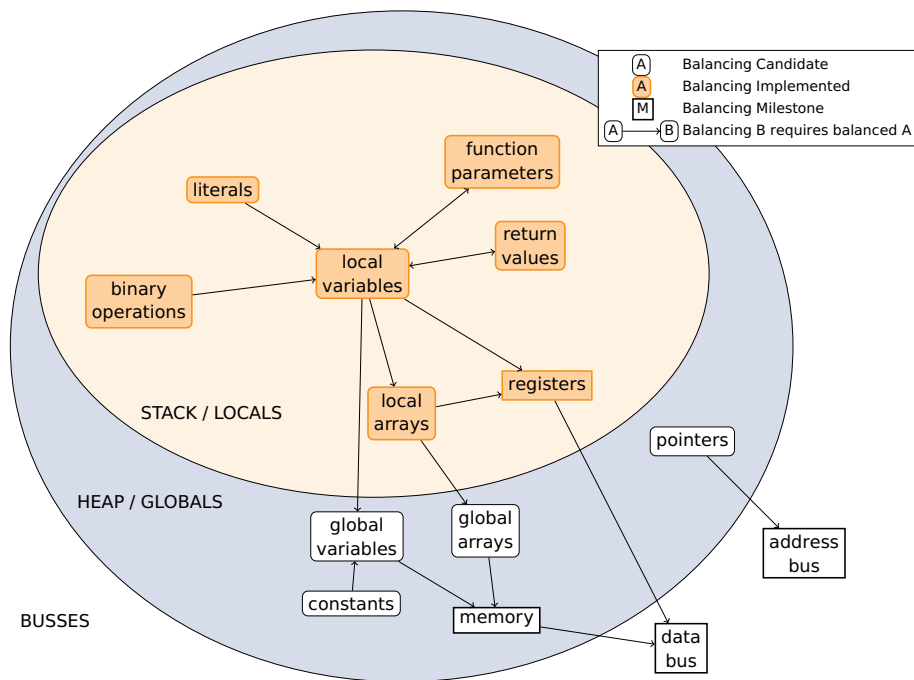 A Balancing Candidate
A Balancing Implemented
M Balancing Milestone
A B Balancing B requires balanced A
function
parameters
literals
return
values
local
variables
binary
operations
registers
local
arrays
STACK / LOCALS
pointers
HEAP / GLOBALS
global
variables
global
arrays
address
bus
constants
memory
BUSSES
data
bus